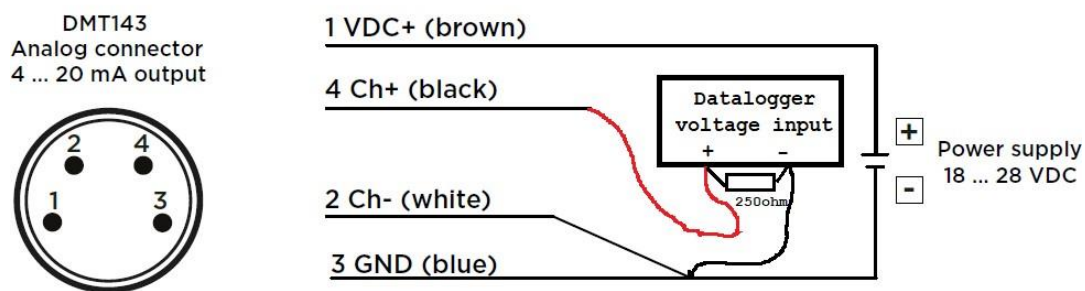 DMT143
Analog connector
4 ... 20 mA output
2 4
1 3
1 VDC+ (brown)
4 Ch+ (black)
2 Ch- (white)
3 GND (blue)
Datalogger
voltage input
+ -
250ohm
+
-
Power supply
18 ... 28 VDC